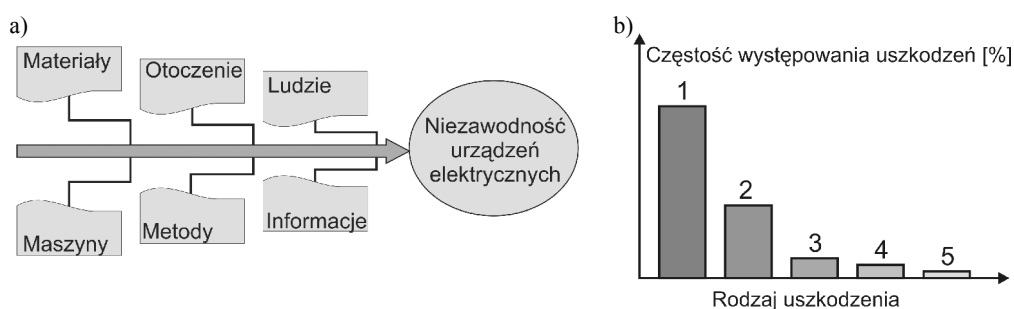 a)
Materiały
Otoczenie
Ludzie
Niezawodność
urządzeń
elektrycznych
Maszyny
Metody
Informacje
b)
Częstość występowania uszkodzeń [%]
1
2
3
4
5
Rodzaj uszkodzenia